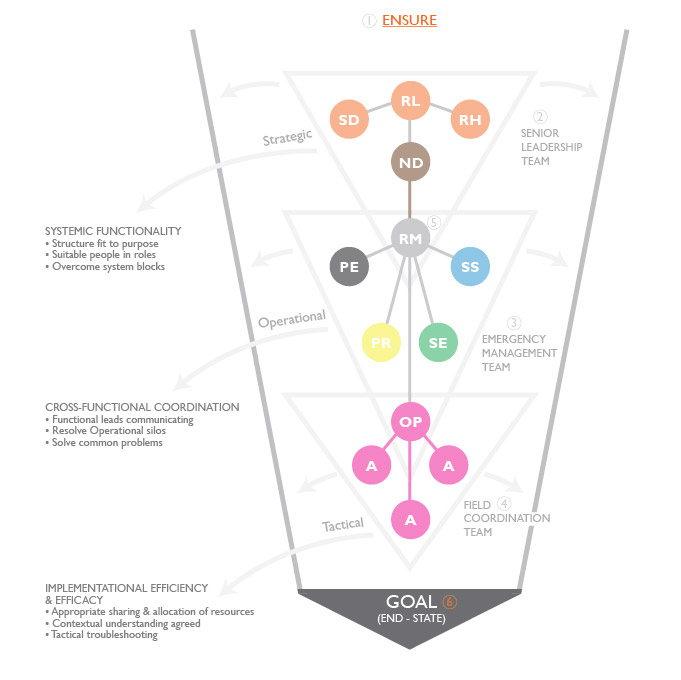 ① ENSURE
RL
SD
RH
②
Strategic
SENIOR
LEADERSHIP
TEAM
ND
SYSTEMIC FUNCTIONALITY
• Structure fit to purpose
• Suitable people in roles
• Overcome system blocks
⑤
RM
PE
SS
Operational
③
PR
SE
EMERGENCY
MANAGEMENT
TEAM
CROSS-FUNCTIONAL COORDINATION
• Functional leads communicating
• Resolve Operational silos
• Solve common problems
OP
A
A
FIELD ④
COORDINATION
TEAM
A
Tactical
IMPLEMENTATIONAL EFFICIENCY
& EFFICACY
• Appropriate sharing & allocation of resources
• Contextual understanding agreed
• Tactical troubleshooting
GOAL ⑥
(END - STATE)